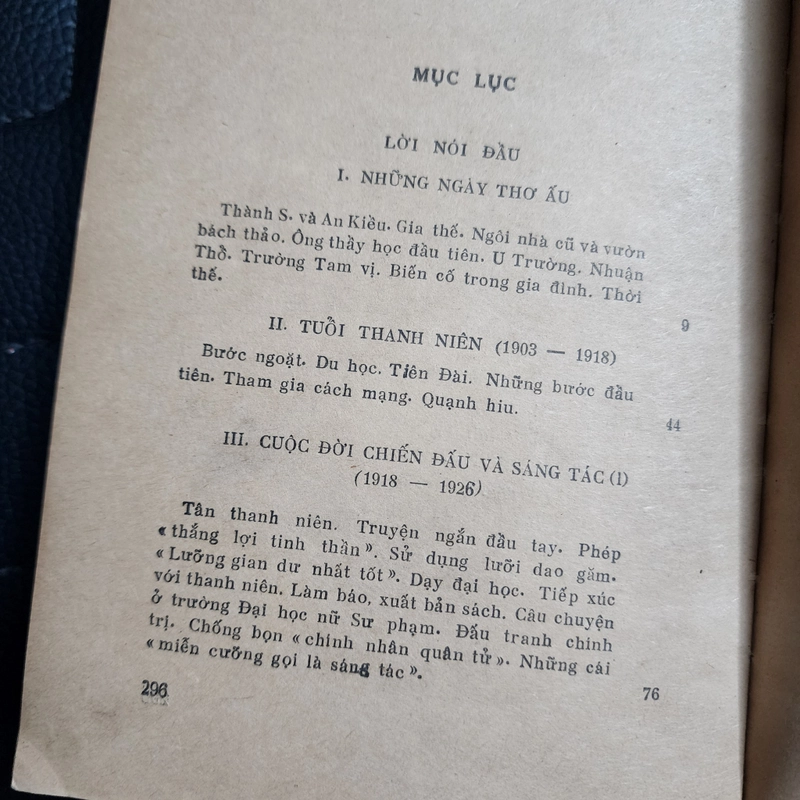 MỤC LỤC
LỜI NÓI ĐẦU
I. NHỮNG NGÀY THƠ ẤU
Thành S. và An Kiều. Gia thế. Ngôi nhà cũ và vườn
bách thảo. Ông thầy học đầu tiên. U Trường. Nhuận
Thổ. Trường Tam vị. Biến cố trong gia đình. Thời
thế.
9
II. TUỔI THANH NIÊN (1903 — 1918)
Bước ngoặt. Du học. Tiên Đài. Những bước đầu
tiên. Tham gia cách mạng. Quạnh hiu.
44
III. CUỘC ĐỜI CHIẾN ĐẤU VÀ SÁNG TÁC (1)
(1918 — 1926)
Tân thanh niên. Truyện ngắn đầu tay. Phép
« thắng lợi tinh thần ». Sử dụng lưỡi dao găm.
« Lưỡng gian dư nhất tốt ». Dạy đại học. Tiếp xúc
với thanh niên. Làm báo, xuất bản sách. Câu chuyện
ở trường Đại học nữ Sư phạm. Đấu tranh chính
trị. Chống bọn « chính nhân quân tử ». Những cái
« miễn cưỡng gọi là sáng tác ».
76
296